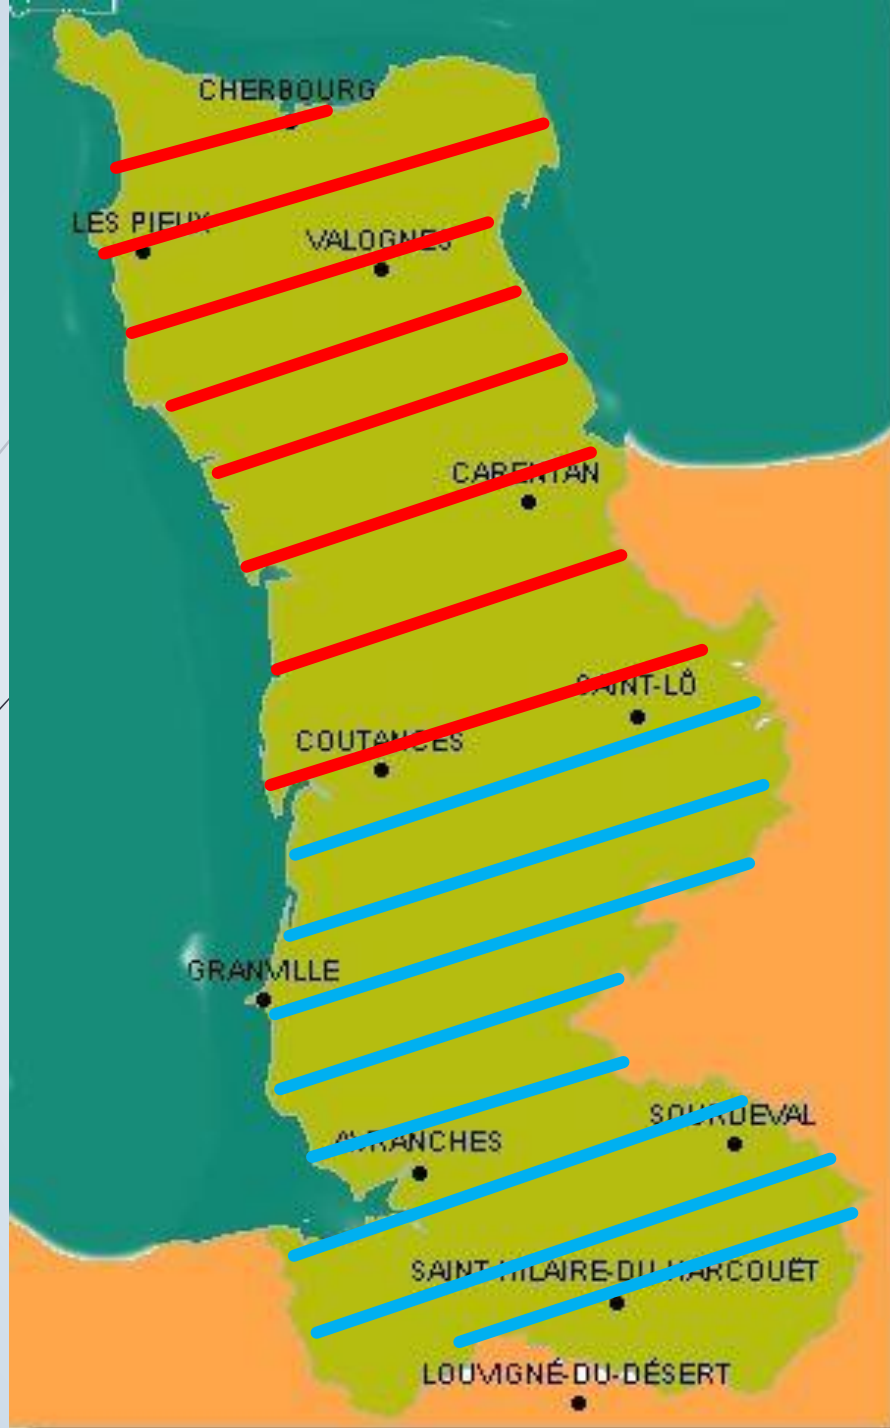 CHERBOURG
LES PIEUX
VALOGNES
CARENTAN
SAINT-LÔ
COUTANCES
GRANVILLE
SOURDEVAL
AVRANCHES
SAINT-HILAIRE-DU-HARCOUËT
LOUVIGNÉ-DU-DÉSERT